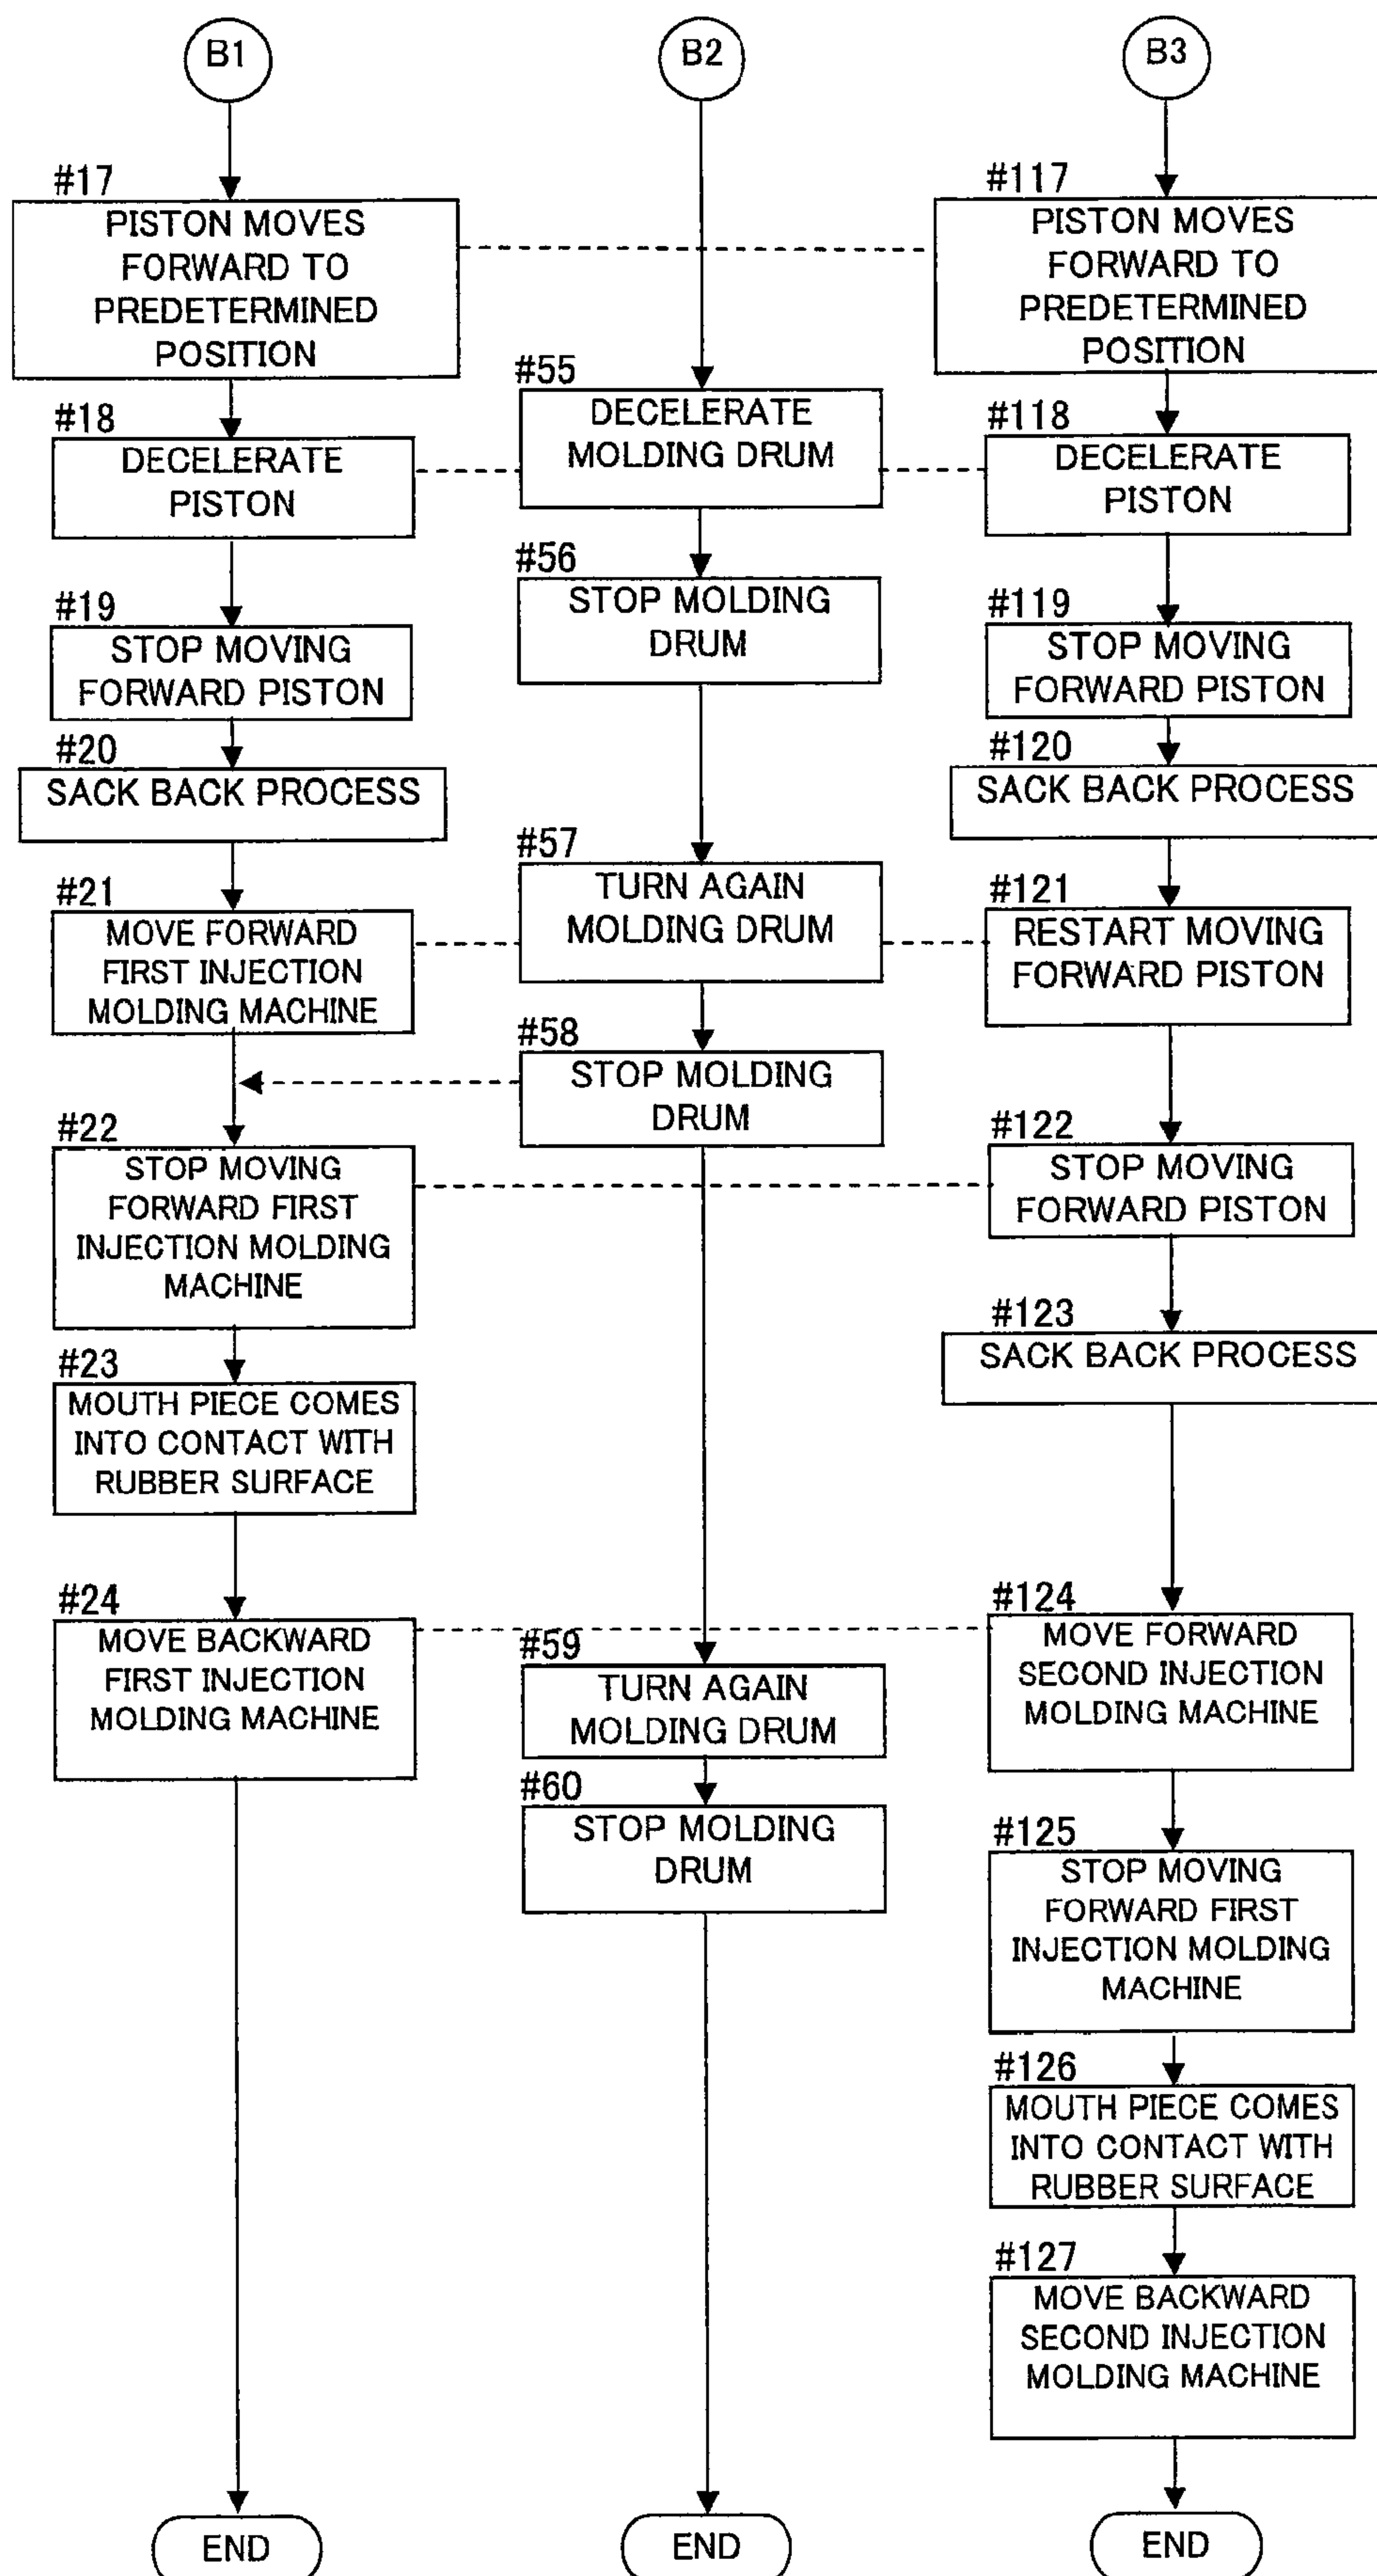 B1
#17
PISTON MOVES
FORWARD TO
PREDETERMINED
POSITION
#18
DECELERATE
PISTON
#19
STOP MOVING
FORWARD PISTON
#20
SACK BACK PROCESS
#21
MOVE FORWARD
FIRST INJECTION
MOLDING MACHINE
#22
STOP MOVING
FORWARD FIRST
INJECTION MOLDING
MACHINE
#23
MOUTH PIECE COMES
INTO CONTACT WITH
RUBBER SURFACE
#24
MOVE BACKWARD
FIRST INJECTION
MOLDING MACHINE
END
B2
#55
DECELERATE
MOLDING DRUM
#56
STOP MOLDING
DRUM
#57
TURN AGAIN
MOLDING DRUM
#58
STOP MOLDING
DRUM
#59
TURN AGAIN
MOLDING DRUM
#60
STOP MOLDING
DRUM
END
B3
#117
PISTON MOVES
FORWARD TO
PREDETERMINED
POSITION
#118
DECELERATE
PISTON
#119
STOP MOVING
FORWARD PISTON
#120
SACK BACK PROCESS
#121
RESTART MOVING
FORWARD PISTON
#122
STOP MOVING
FORWARD PISTON
#123
SACK BACK PROCESS
#124
MOVE FORWARD
SECOND INJECTION
MOLDING MACHINE
#125
STOP MOVING
FORWARD FIRST
INJECTION MOLDING
MACHINE
#126
MOUTH PIECE COMES
INTO CONTACT WITH
RUBBER SURFACE
#127
MOVE BACKWARD
SECOND INJECTION
MOLDING MACHINE
END